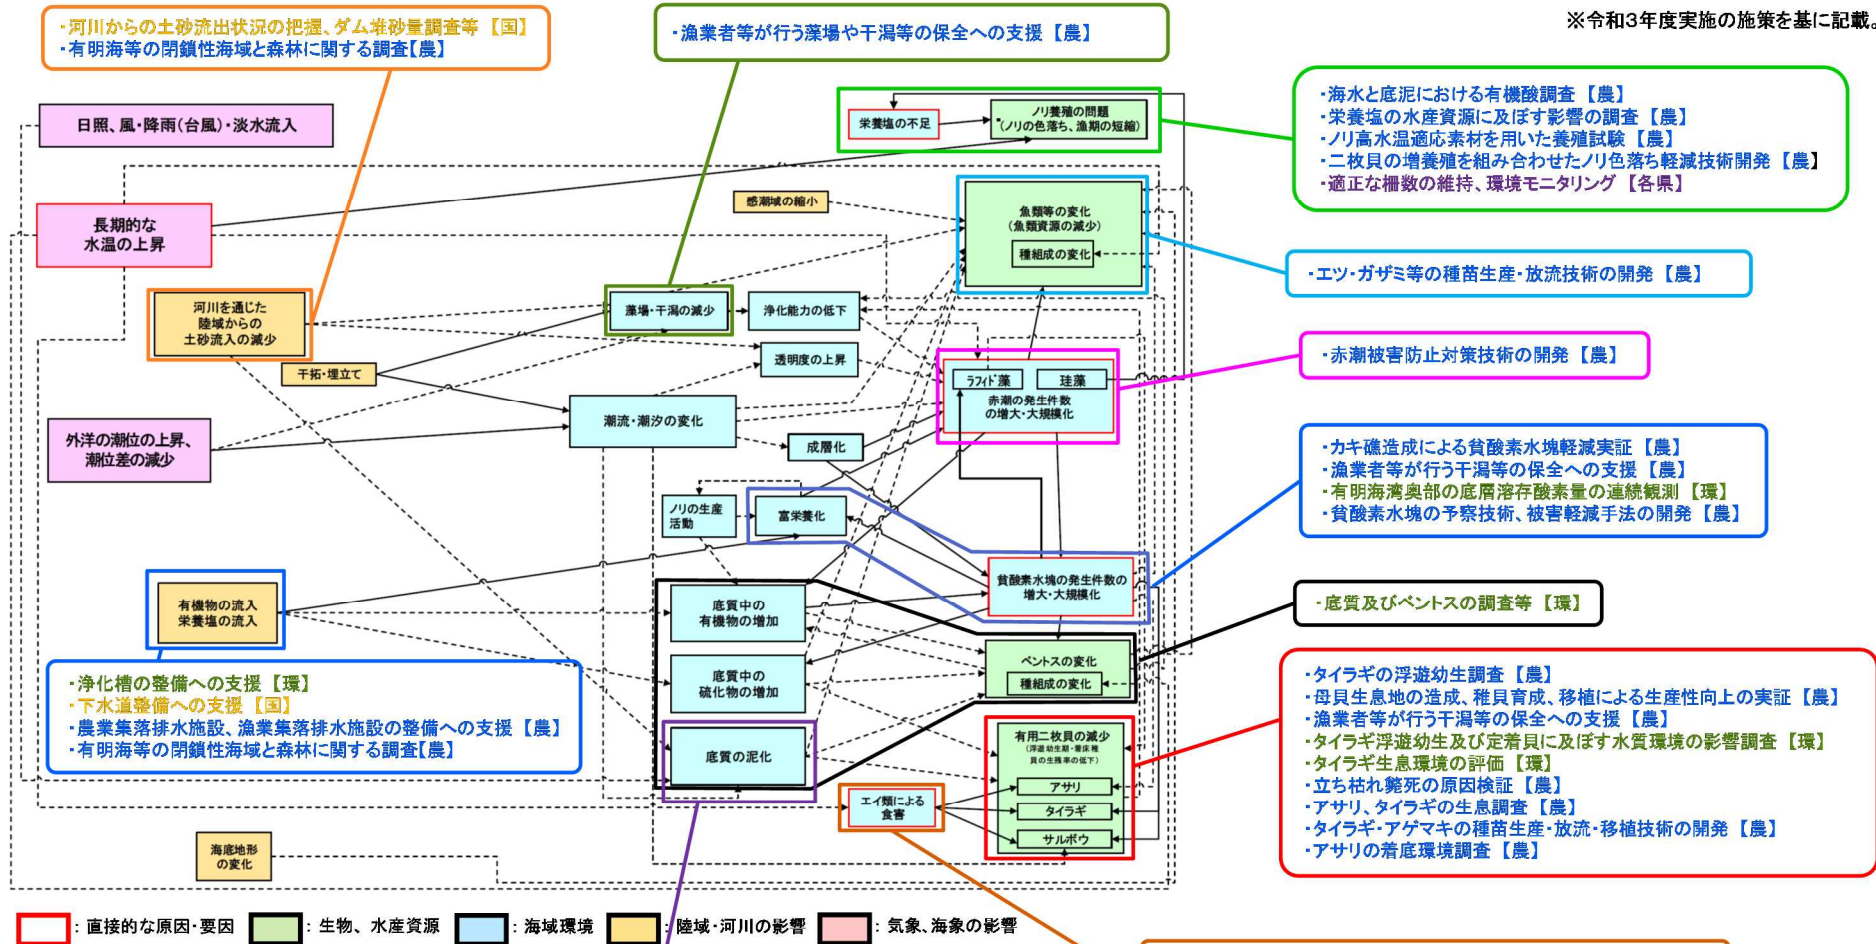 ※令和3年度実施の施策を基に記載。
・河川からの土砂流出状況の把握、ダム堆砂量調査等 【国】
・有明海等の閉鎖性海域と森林に関する調査【農】
・漁業者等が行う藻場や干潟等の保全への支援 【農】
日照、風・降雨(台風)・淡水流入
栄養塩の不足
ノリ養殖の問題
(ノリの色落ち、漁期の短縮)
・海水と底泥における有機酸調査 【農】
・栄養塩の水産資源に及ぼす影響の調査 【農】
・ノリ高水温適応素材を用いた養殖試験 【農】
・二枚貝の増養殖を組み合わせたノリ色落ち軽減技術開発 【農】
・適正な柵数の維持、環境モニタリング 【各県】
長期的な
水温の上昇
感潮域の縮小
魚類等の変化
(魚類資源の減少)
種組成の変化
・エツ・ガザミ等の種苗生産・放流技術の開発 【農】
河川を通じた
陸域からの
土砂流入の減少
藻場・干潟の減少
浄化能力の低下
透明度の上昇
干拓・埋立て
ラフィド藻
珪藻
赤潮の発生件数
の増大・大規模化
・赤潮被害防止対策技術の開発 【農】
外洋の潮位の上昇、
潮位差の減少
潮流・潮汐の変化
成層化
・カキ礁造成による貧酸素水塊軽減実証 【農】
・漁業者等が行う干潟等の保全への支援 【農】
・有明海湾奥部の底層溶存酸素量の連続観測 【環】
・貧酸素水塊の予察技術、被害軽減手法の開発 【農】
ノリの生産
活動
富栄養化
貧酸素水塊の発生件数の
増大・大規模化
有機物の流入
栄養塩の流入
底質中の
有機物の増加
・底質及びベントスの調査等 【環】
ベントスの変化
種組成の変化
底質中の
硫化物の増加
・浄化槽の整備への支援 【環】
・下水道整備への支援 【国】
・農業集落排水施設、漁業集落排水施設の整備への支援 【農】
・有明海等の閉鎖性海域と森林に関する調査【農】
底質の泥化
有用二枚貝の減少
(浮遊幼生期・着床稚
貝の生残率の低下)
アサリ
タイラギ
サルボウ
エイ類による
食害
・タイラギの浮遊幼生調査 【農】
・母貝生息地の造成、稚貝育成、移植による生産性向上の実証 【農】
・漁業者等が行う干潟等の保全への支援 【農】
・タイラギ浮遊幼生及び定着貝に及ぼす水質環境の影響調査 【環】
・タイラギ生息環境の評価 【環】
・立ち枯れ斃死の原因検証 【農】
・アサリ、タイラギの生息調査 【農】
・タイラギ・アゲマキの種苗生産・放流・移植技術の開発 【農】
・アサリの着底環境調査 【農】
海底地形
の変化
：直接的な原因・要因
：生物、水産資源
：海域環境
：陸域・河川の影響
：気象、海象の影響